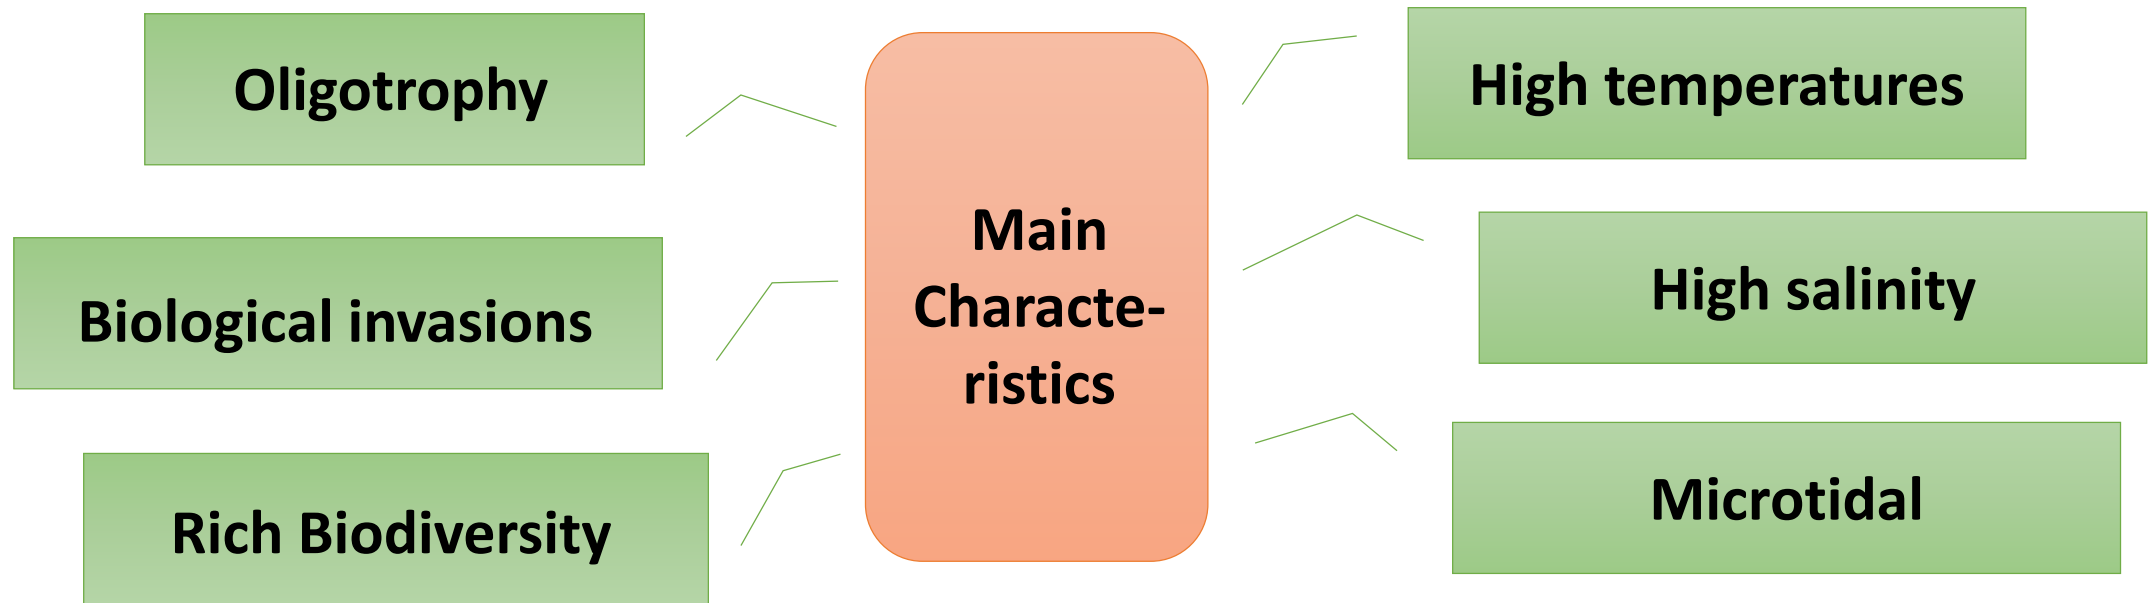 Oligotrophy
Biological invasions
Rich Biodiversity
Main
Characte-
ristics
High temperatures
High salinity
Microtidal